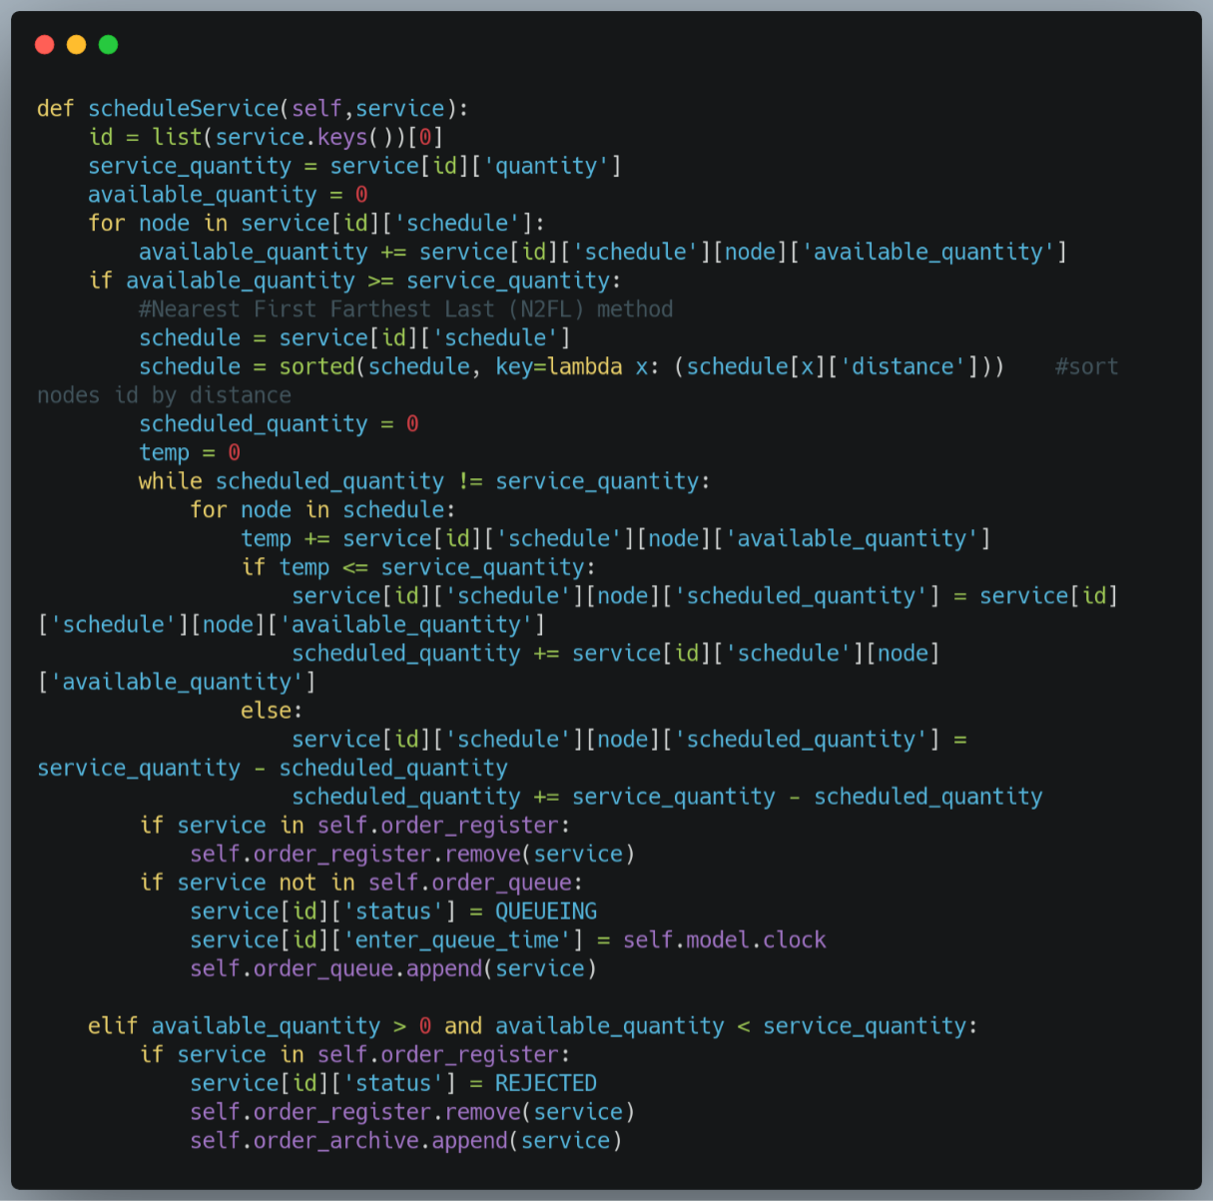 def scheduleService(self,service):
    id = list(service.keys())[0]
    service_quantity = service[id]['quantity']
    available_quantity = 0
    for node in service[id]['schedule']:
        available_quantity += service[id]['schedule'][node]['available_quantity']
    if available_quantity >= service_quantity:
        #Nearest First Farthest Last (N2FL) method
        schedule = service[id]['schedule']
        schedule = sorted(schedule, key=lambda x: (schedule[x]['distance']))    #sort
nodes id by distance
        scheduled_quantity = 0
        temp = 0
        while scheduled_quantity != service_quantity:
            for node in schedule:
                temp += service[id]['schedule'][node]['available_quantity']
                if temp <= service_quantity:
                    service[id]['schedule'][node]['scheduled_quantity'] = service[id]
['schedule'][node]['available_quantity']
                    scheduled_quantity += service[id]['schedule'][node]
['available_quantity']
                else:
                    service[id]['schedule'][node]['scheduled_quantity'] =
service_quantity - scheduled_quantity
                    scheduled_quantity += service_quantity - scheduled_quantity
        if service in self.order_register:
            self.order_register.remove(service)
        if service not in self.order_queue:
            service[id]['status'] = QUEUEING
            service[id]['enter_queue_time'] = self.model.clock
            self.order_queue.append(service)

    elif available_quantity > 0 and available_quantity < service_quantity:
        if service in self.order_register:
            service[id]['status'] = REJECTED
            self.order_register.remove(service)
            self.order_archive.append(service)